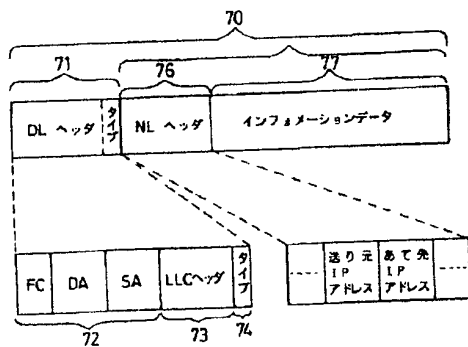 70
71
76
77
DL ヘッダ
タイプ
NL ヘッダ
インフォメーションデータ
FC
DA
SA
LLCヘッダ
タイプ
送り元
IP
アドレス
あて先
IP
アドレス
72
73
74